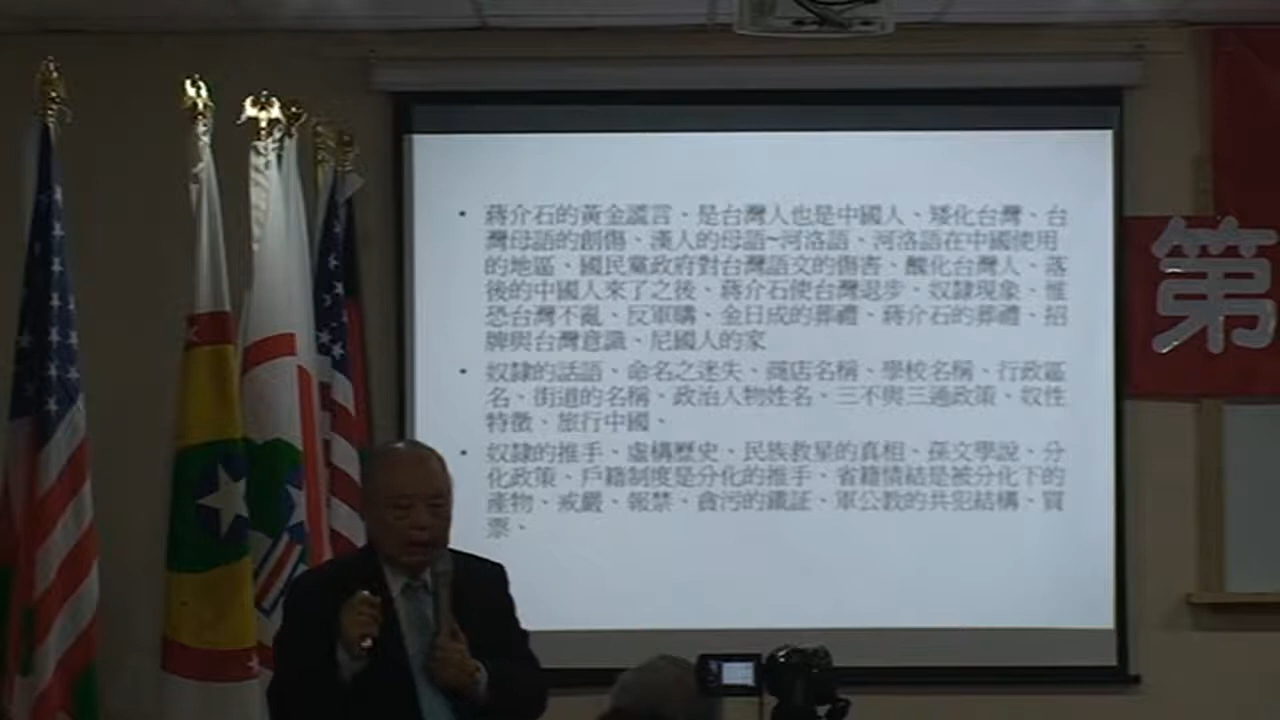 • 蔣介石的黃金謊言、是台灣人也是中國人、矮化台灣、台
灣母語的創傷、漢人的母語~河洛語、河洛語在中國使用
的地區、國民黨政府對台灣語文的傷害、醜化台灣人、落
後的中國人來了之後、蔣介石使台灣退步、奴隸現象、惟
恐台灣不亂、反軍購、金日成的葬禮、蔣介石的葬禮、招
牌與台灣意識、尼國人的家
• 奴隸的話語、命名之迷失、商店名稱、學校名稱、行政區
名、街道的名稱、政治人物姓名、三不與三通政策、奴性
特徵、旅行中國、
• 奴隸的推手、虛構歷史、民族救星的真相、孫文學說、分
化政策、戶籍制度是分化的推手、省籍情結是被分化下的
產物、戒嚴、報禁、貪污的鐵証、軍公教的共犯結構、買
票、
第